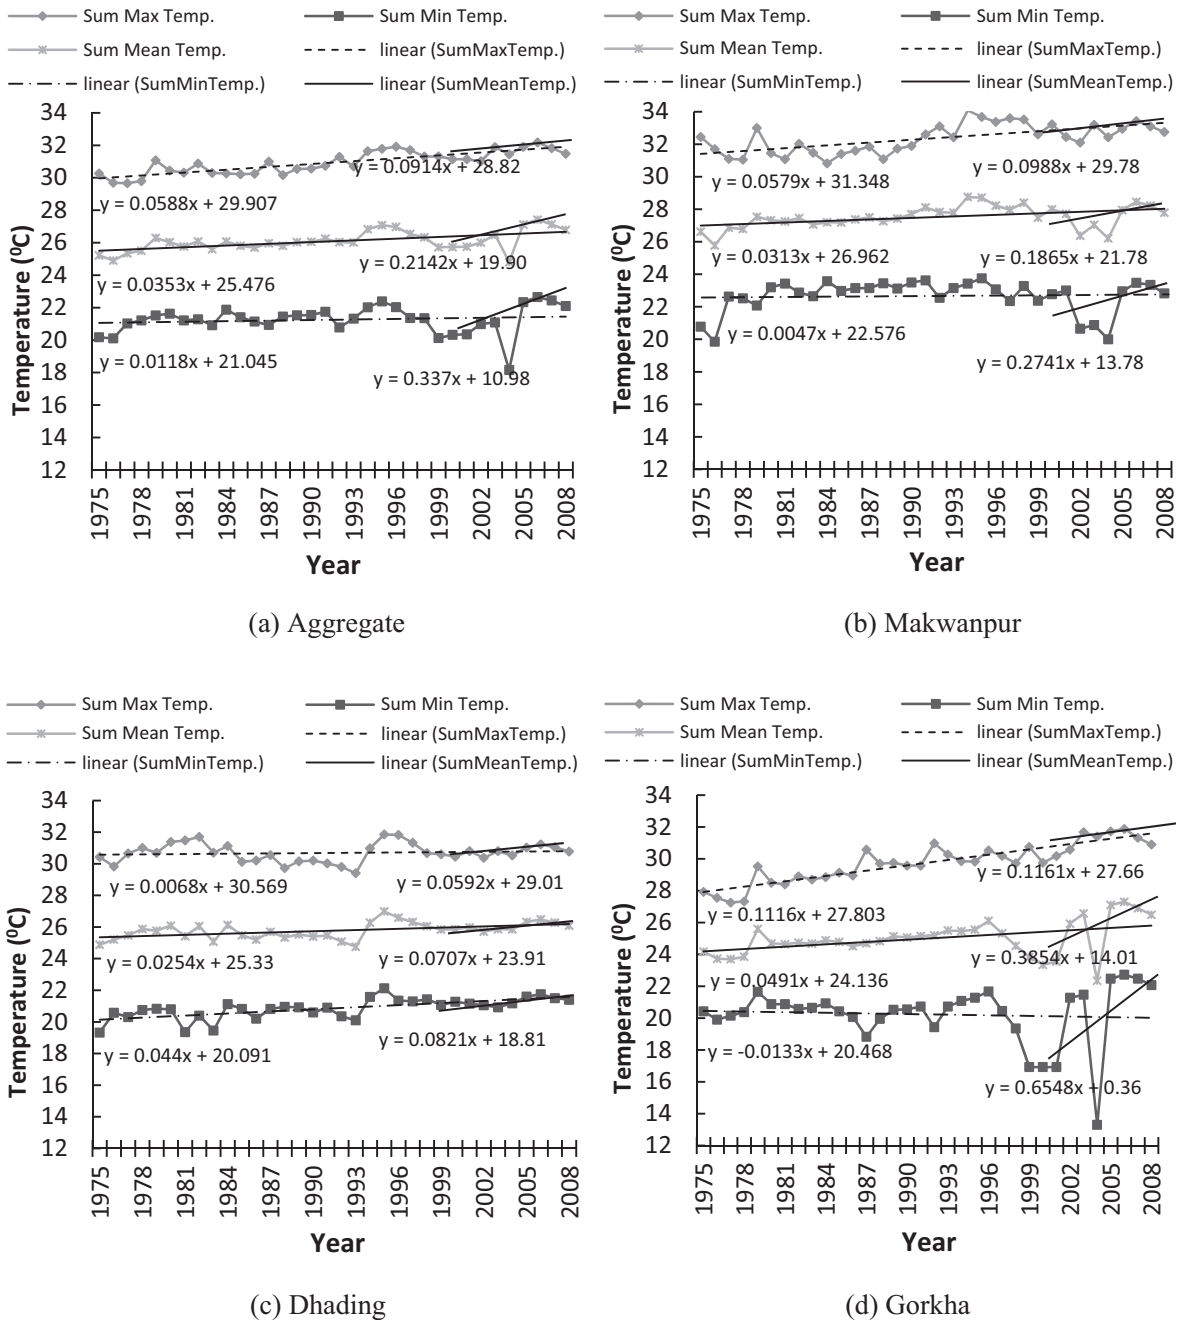 Sum Max Temp. Sum Min Temp.
Sum Mean Temp. linear (SumMaxTemp.)
linear (SumMinTemp.) linear (SumMeanTemp.)
34
32
30
28
26
24
22
20
18
16
14
12
Temperature (⁰C)
y = 0.0914x + 28.82
y = 0.0588x + 29.907
y = 0.2142x + 19.90
y = 0.0353x + 25.476
y = 0.0118x + 21.045
y = 0.337x + 10.98
1975 1978 1981 1984 1987 1990 1993 1996 1999 2002 2005 2008
Year
(a) Aggregate
Sum Max Temp. Sum Min Temp.
Sum Mean Temp. linear (SumMaxTemp.)
linear (SumMinTemp.) linear (SumMeanTemp.)
34
32
30
28
26
24
22
20
18
16
14
12
Temperature (⁰C)
y = 0.0579x + 31.348
y = 0.0988x + 29.78
y = 0.0313x + 26.962
y = 0.1865x + 21.78
y = 0.0047x + 22.576
y = 0.2741x + 13.78
1975 1978 1981 1984 1987 1990 1993 1996 1999 2002 2005 2008
Year
(b) Makwanpur
Sum Max Temp. Sum Min Temp.
Sum Mean Temp. linear (SumMaxTemp.)
linear (SumMinTemp.) linear (SumMeanTemp.)
34
32
30
28
26
24
22
20
18
16
14
12
Temperature (⁰C)
y = 0.0068x + 30.569
y = 0.0592x + 29.01
y = 0.0254x + 25.33
y = 0.0707x + 23.91
y = 0.044x + 20.091
y = 0.0821x + 18.81
1975 1978 1981 1984 1987 1990 1993 1996 1999 2002 2005 2008
Year
(c) Dhading
Sum Max Temp. Sum Min Temp.
Sum Mean Temp. linear (SumMaxTemp.)
linear (SumMinTemp.) linear (SumMeanTemp.)
34
32
30
28
26
24
22
20
18
16
14
12
Temperature (⁰C)
y = 0.1161x + 27.66
y = 0.1116x + 27.803
y = 0.3854x + 14.01
y = 0.0491x + 24.136
y = -0.0133x + 20.468
y = 0.6548x + 0.36
1975 1978 1981 1984 1987 1990 1993 1996 1999 2002 2005 2008
Year
(d) Gorkha